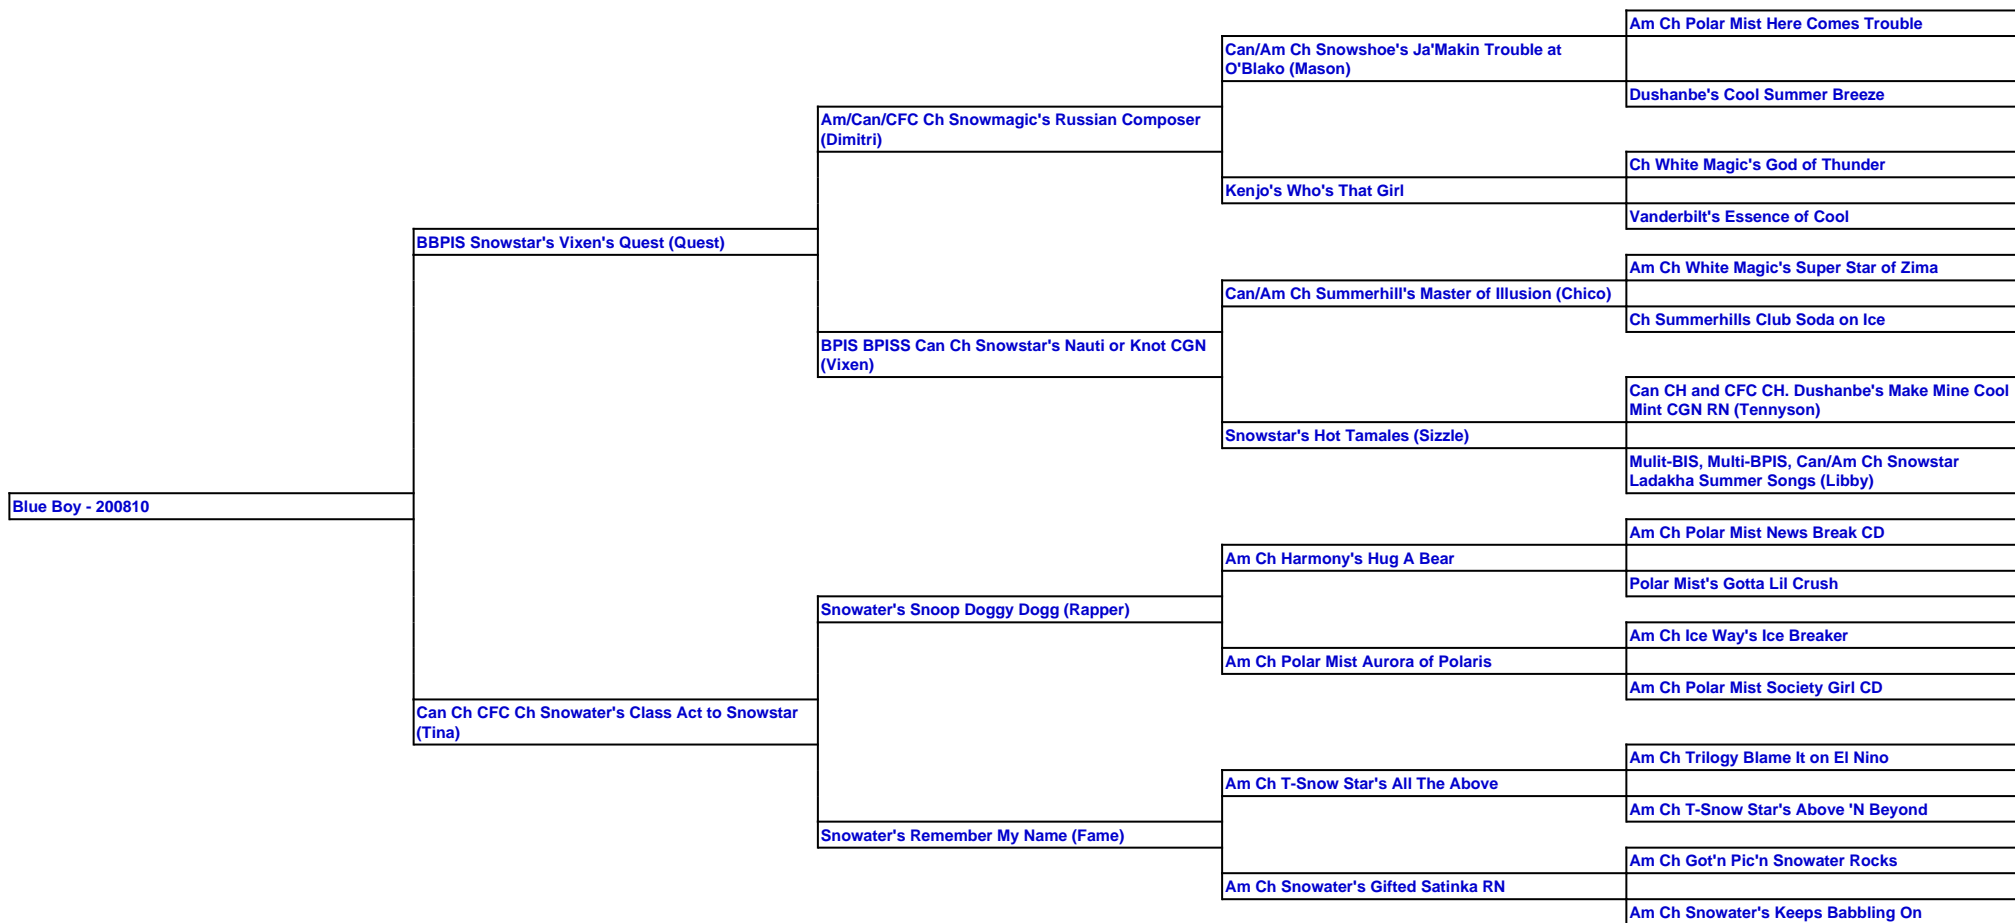 Am Ch Polar Mist Here Comes Trouble
Can/Am Ch Snowshoe's Ja'Makin Trouble at
O'Blako (Mason)
Dushanbe's Cool Summer Breeze
Am/Can/CFC Ch Snowmagic's Russian Composer
(Dimitri)
Ch White Magic's God of Thunder
Kenjo's Who's That Girl
Vanderbilt's Essence of Cool
BBPIS Snowstar's Vixen's Quest (Quest)
Am Ch White Magic's Super Star of Zima
Can/Am Ch Summerhill's Master of Illusion (Chico)
Ch Summerhills Club Soda on Ice
BPIS BPISS Can Ch Snowstar's Nauti or Knot CGN
(Vixen)
Can CH and CFC CH. Dushanbe's Make Mine Cool
Mint CGN RN (Tennyson)
Snowstar's Hot Tamales (Sizzle)
Mulit-BIS, Multi-BPIS, Can/Am Ch Snowstar
Ladakha Summer Songs (Libby)
Blue Boy - 200810
Am Ch Polar Mist News Break CD
Am Ch Harmony's Hug A Bear
Polar Mist's Gotta Lil Crush
Snowater's Snoop Doggy Dogg (Rapper)
Am Ch Ice Way's Ice Breaker
Am Ch Polar Mist Aurora of Polaris
Am Ch Polar Mist Society Girl CD
Can Ch CFC Ch Snowater's Class Act to Snowstar
(Tina)
Am Ch Trilogy Blame It on El Nino
Am Ch T-Snow Star's All The Above
Am Ch T-Snow Star's Above 'N Beyond
Snowater's Remember My Name (Fame)
Am Ch Got'n Pic'n Snowater Rocks
Am Ch Snowater's Gifted Satinka RN
Am Ch Snowater's Keeps Babbling On